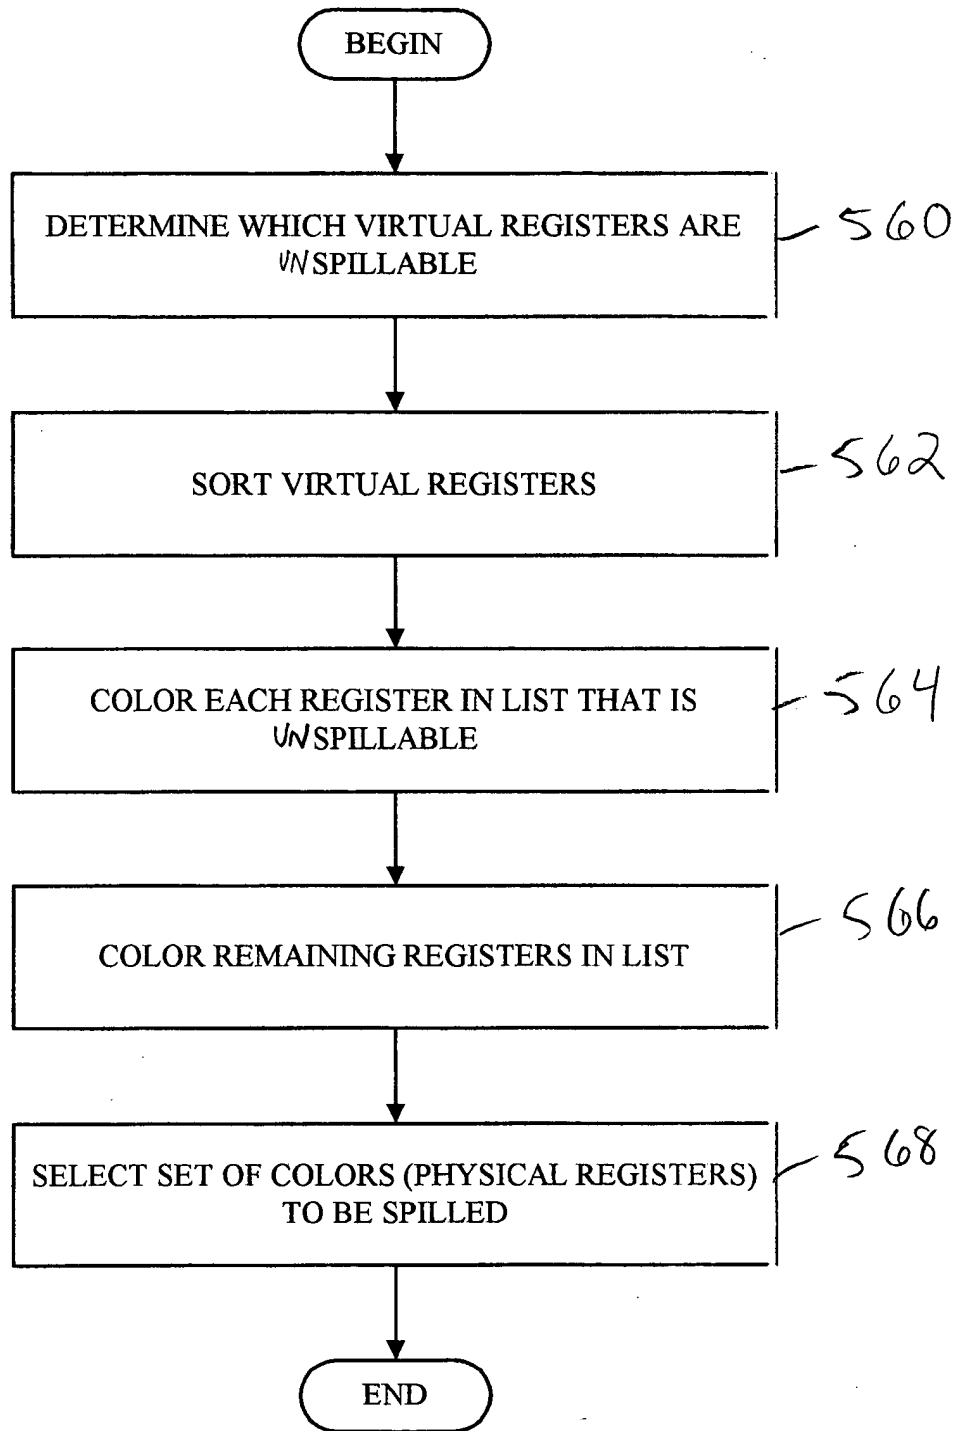 BEGIN
DETERMINE WHICH VIRTUAL REGISTERS ARE
UNSPILLABLE
560
SORT VIRTUAL REGISTERS
562
COLOR EACH REGISTER IN LIST THAT IS
UNSPILLABLE
564
COLOR REMAINING REGISTERS IN LIST
566
SELECT SET OF COLORS (PHYSICAL REGISTERS)
TO BE SPILLED
568
END